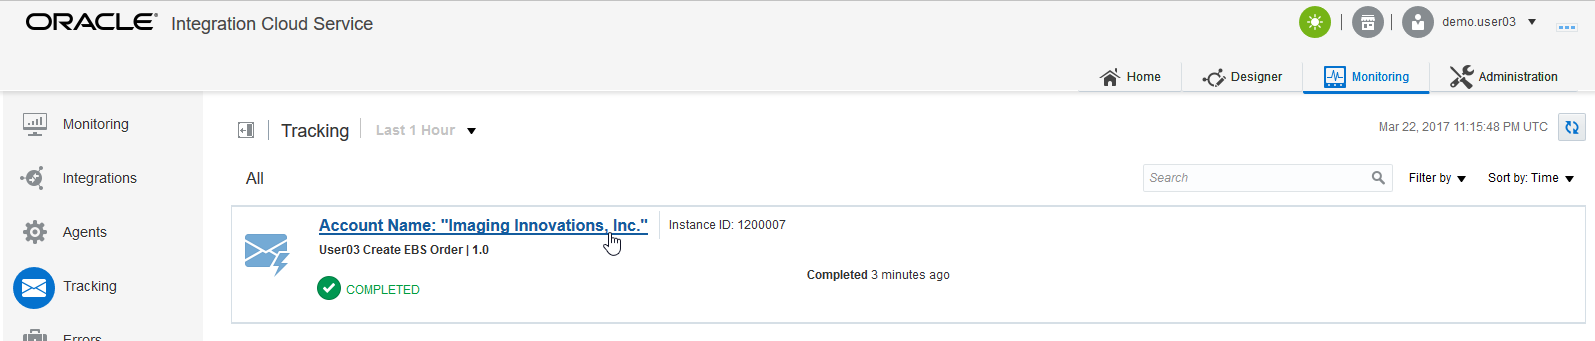 ORACLE® Integration Cloud Service
demo.user03
Home Designer Monitoring Administration
Monitoring
Integrations
Agents
Tracking
Errors
Tracking Last 1 Hour
Mar 22, 2017 11:15:48 PM UTC
All
Search Filter by Sort by: Time
Account Name: "Imaging Innovations, Inc." Instance ID: 1200007
User03 Create EBS Order | 1.0
Completed 3 minutes ago
COMPLETED